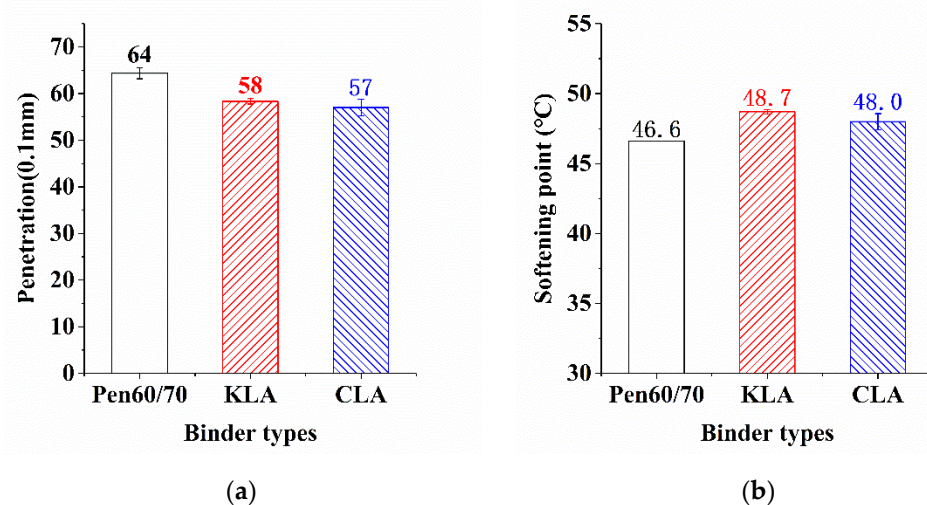 Penetration(0.1mm)
70
60
50
40
30
20
10
0
64
58
57
Pen60/70 KLA CLA
Binder types
(a)
Softening point (°C)
55
50
45
40
35
30
46.6
48.7
48.0
Pen60/70 KLA CLA
Binder types
(b)